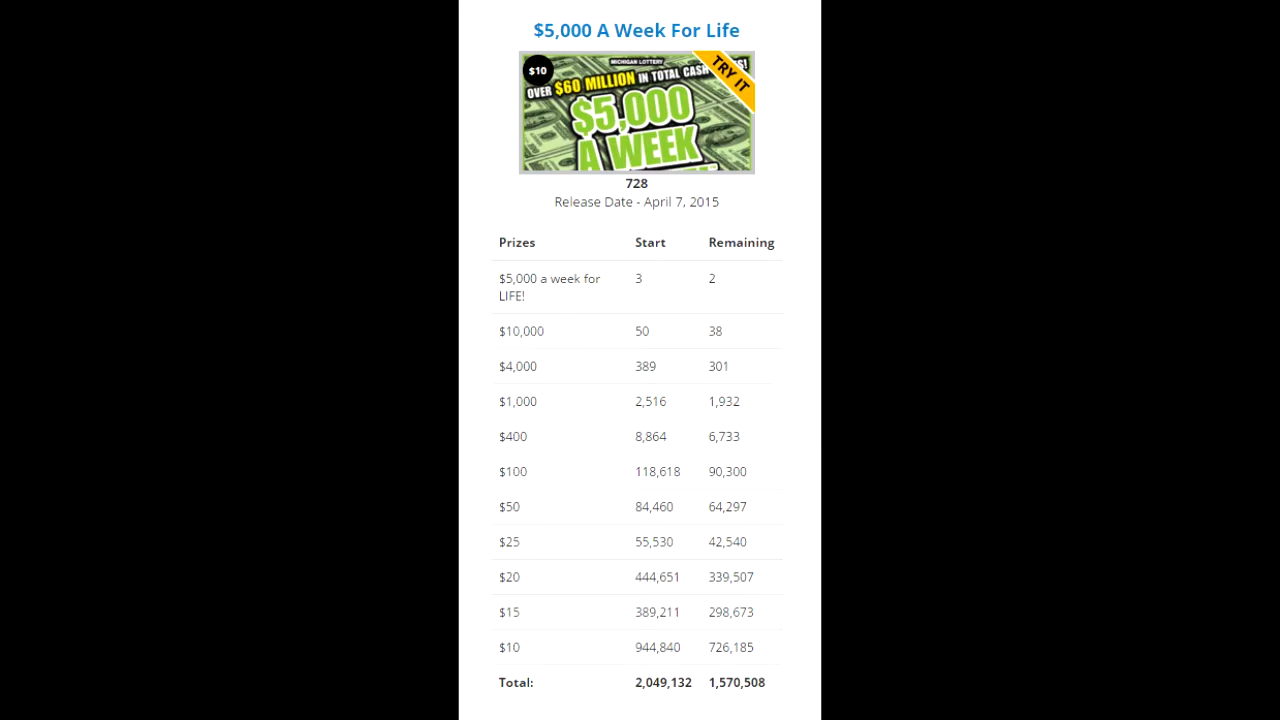 $5,000 A Week For Life
$10
MICHIGAN LOTTERY
OVER $60 MILLION IN TOTAL CASH
TRY IT
$5,000
A WEEK
728
Release Date - April 7, 2015
Prizes Start Remaining
$5,000 a week for LIFE! 3 2
$10,000 50 38
$4,000 389 301
$1,000 2,516 1,932
$400 8,864 6,733
$100 118,618 90,300
$50 84,460 64,297
$25 55,530 42,540
$20 444,651 339,507
$15 389,211 298,673
$10 944,840 726,185
Total: 2,049,132 1,570,508